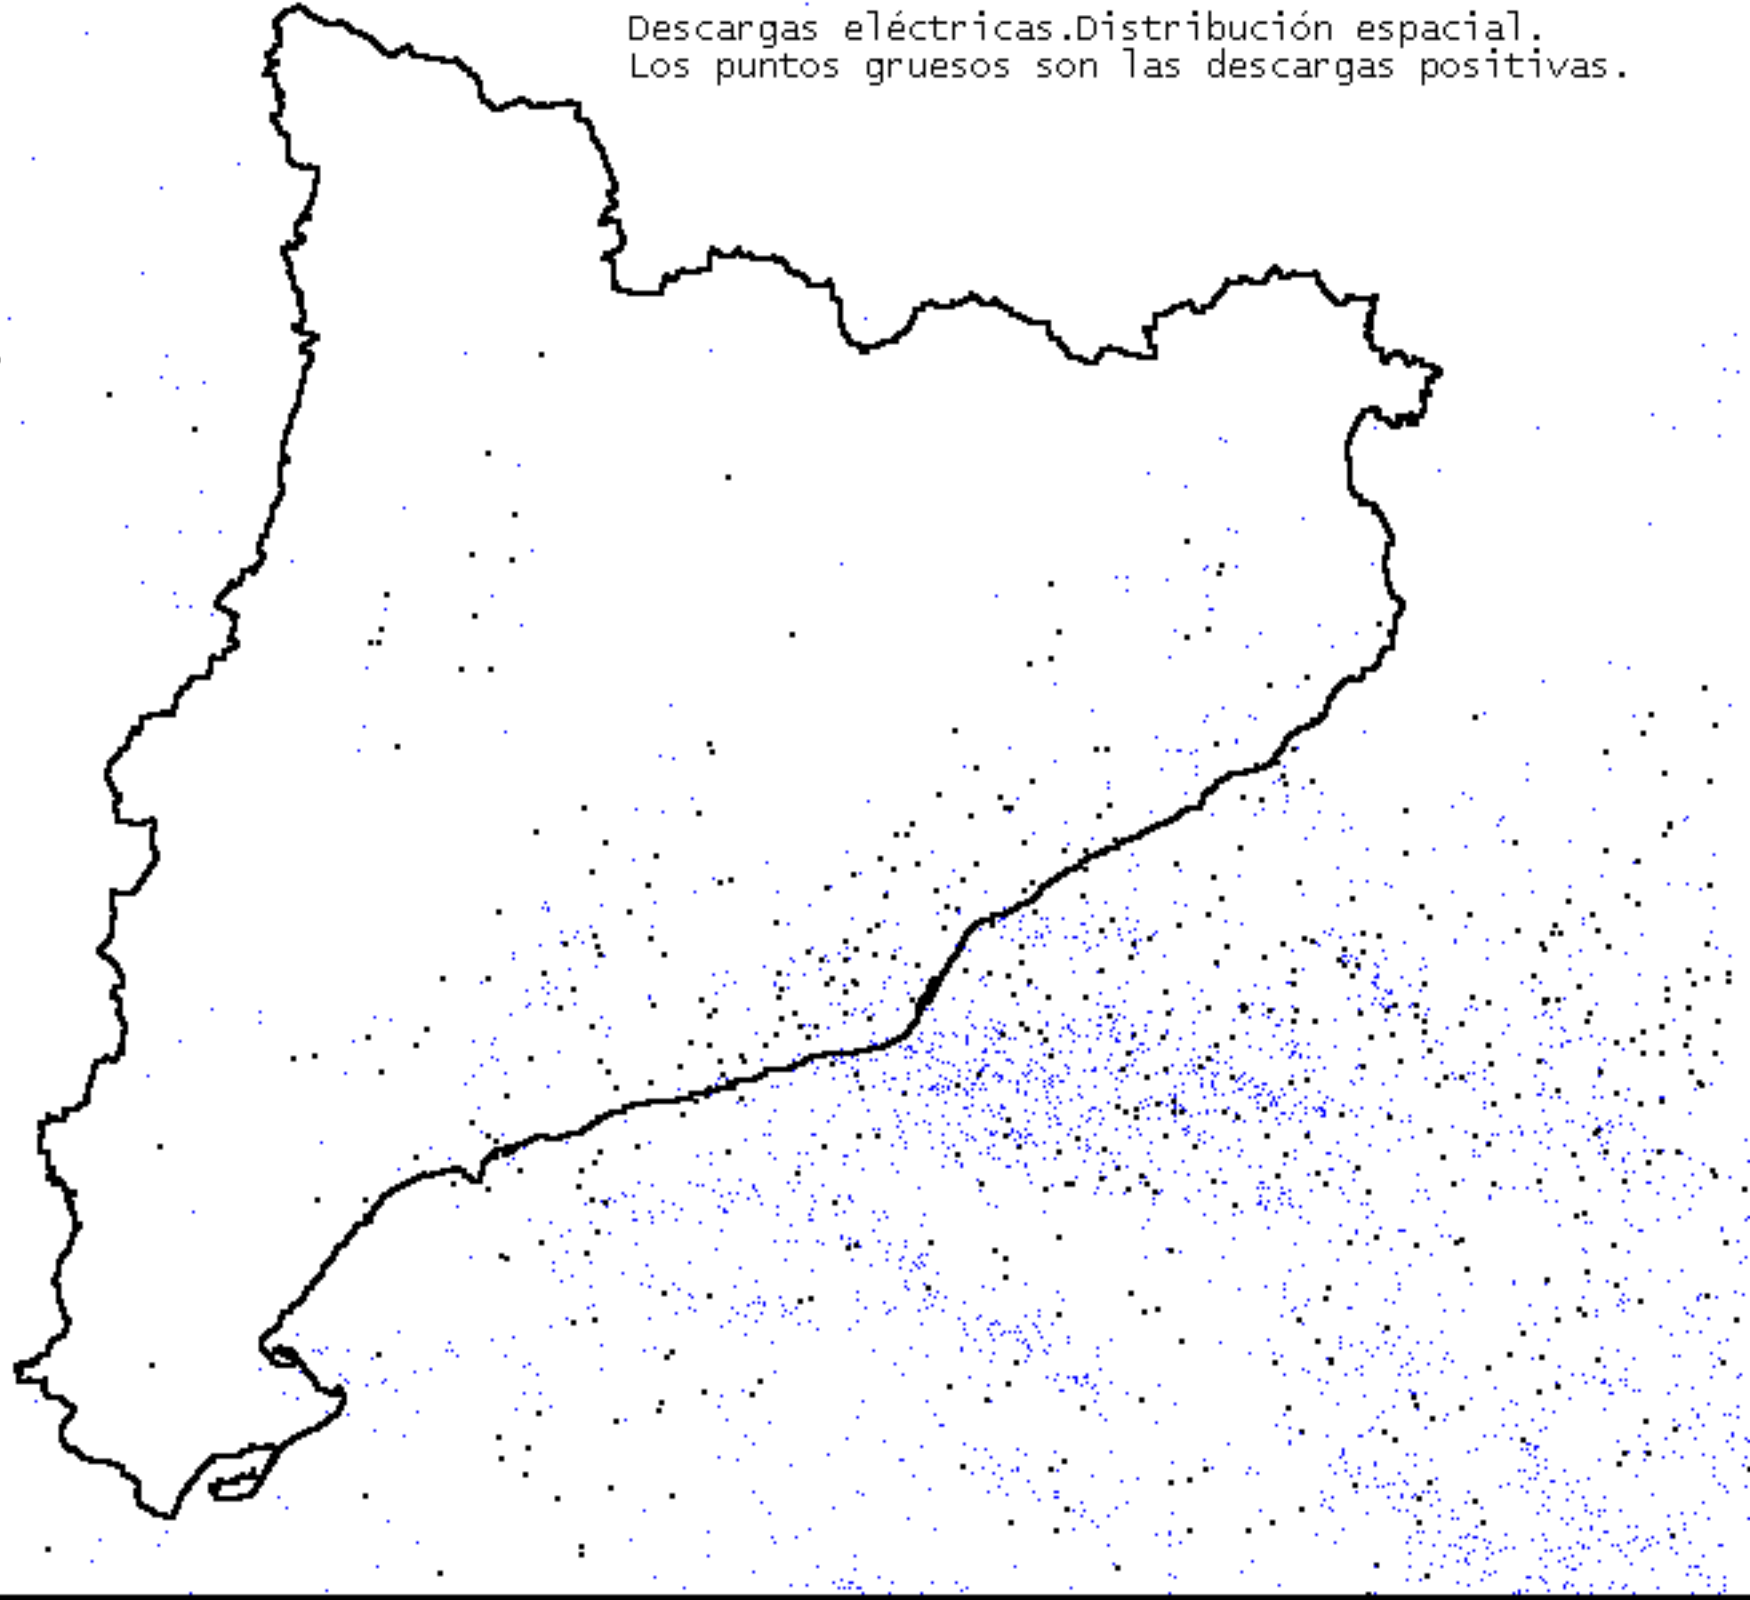 Descargas eléctricas.Distribución espacial.
Los puntos gruesos son las descargas positivas.